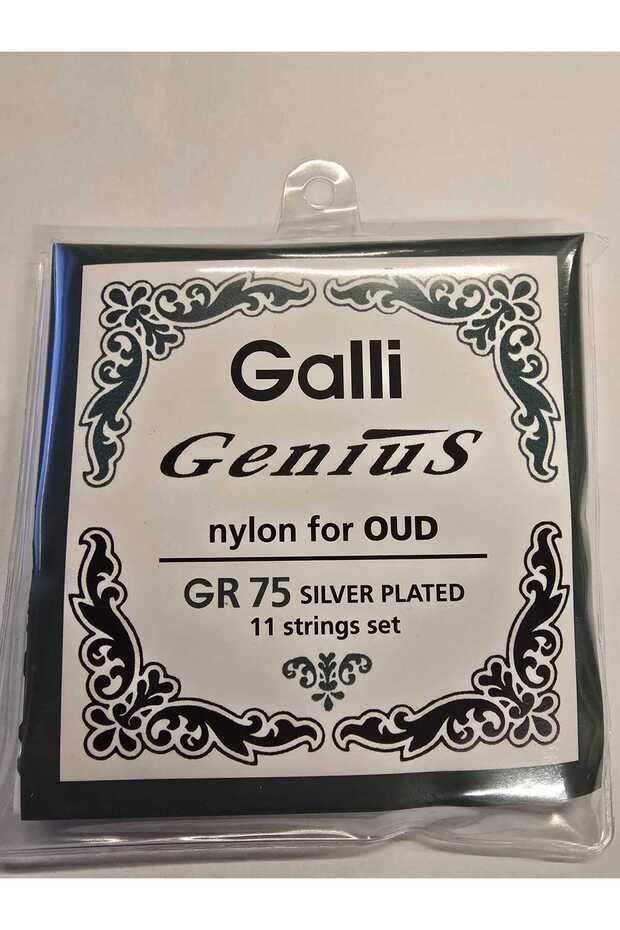 Galli
Genius
nylon for OUD
GR 75 SILVER PLATED
11 strings set